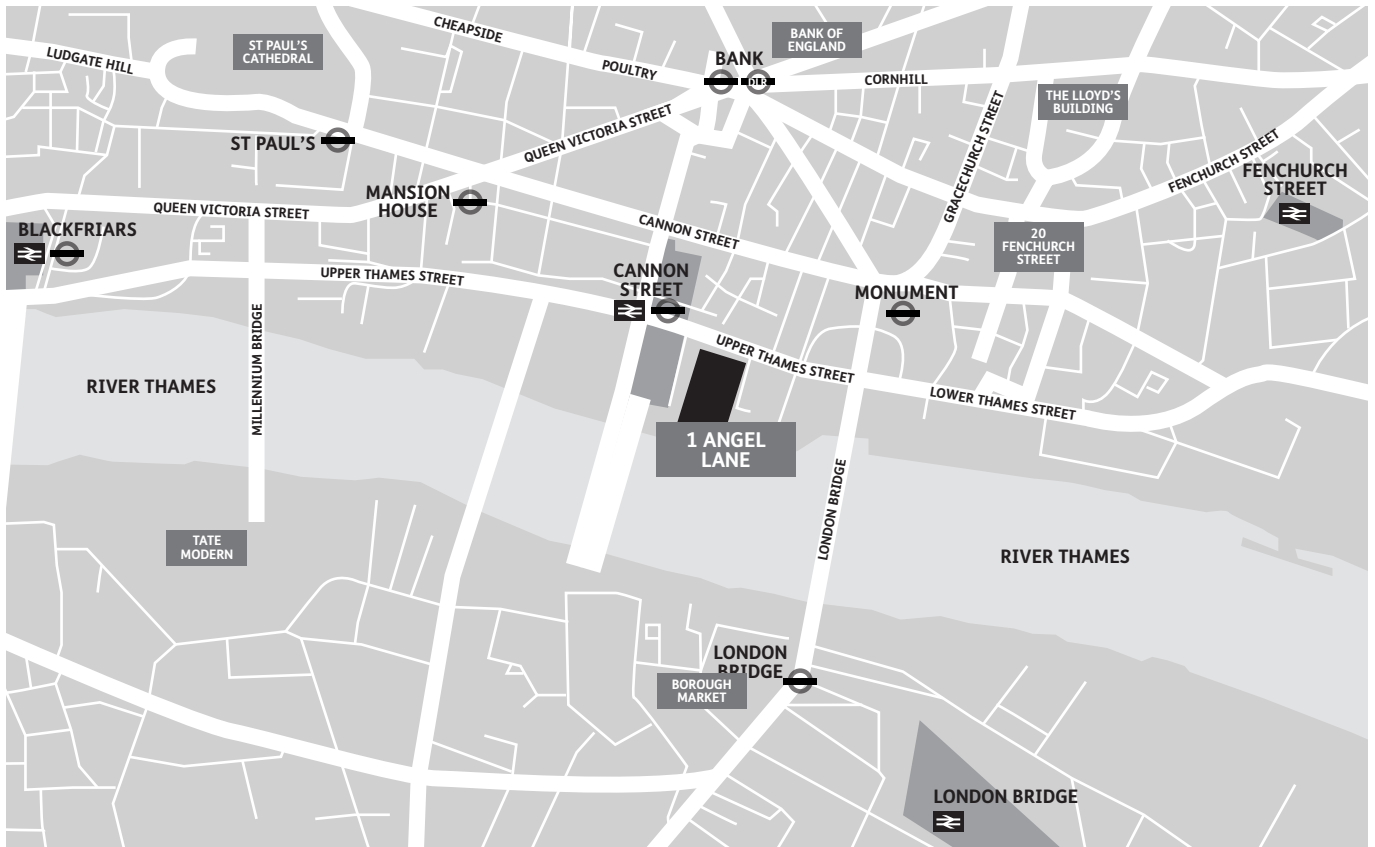 CHEAPSIDE
LUDGATE HILL
ST PAUL'S
CATHEDRAL
POULTRY
BANK
DLR
BANK OF
ENGLAND
CORNHILL
THE LLOYD'S
BUILDING
QUEEN VICTORIA STREET
ST PAUL'S
GRACECHURCH STREET
FENCHURCH STREET
FENCHURCH
STREET
MANSION
HOUSE
QUEEN VICTORIA STREET
BLACKFRIARS
CANNON STREET
20
FENCHURCH
STREET
UPPER THAMES STREET
CANNON
STREET
MONUMENT
MILLENNIUM BRIDGE
UPPER THAMES STREET
RIVER THAMES
LOWER THAMES STREET
1 ANGEL
LANE
LONDON BRIDGE
TATE
MODERN
RIVER THAMES
LONDON
BRIDGE
BOROUGH
MARKET
LONDON BRIDGE